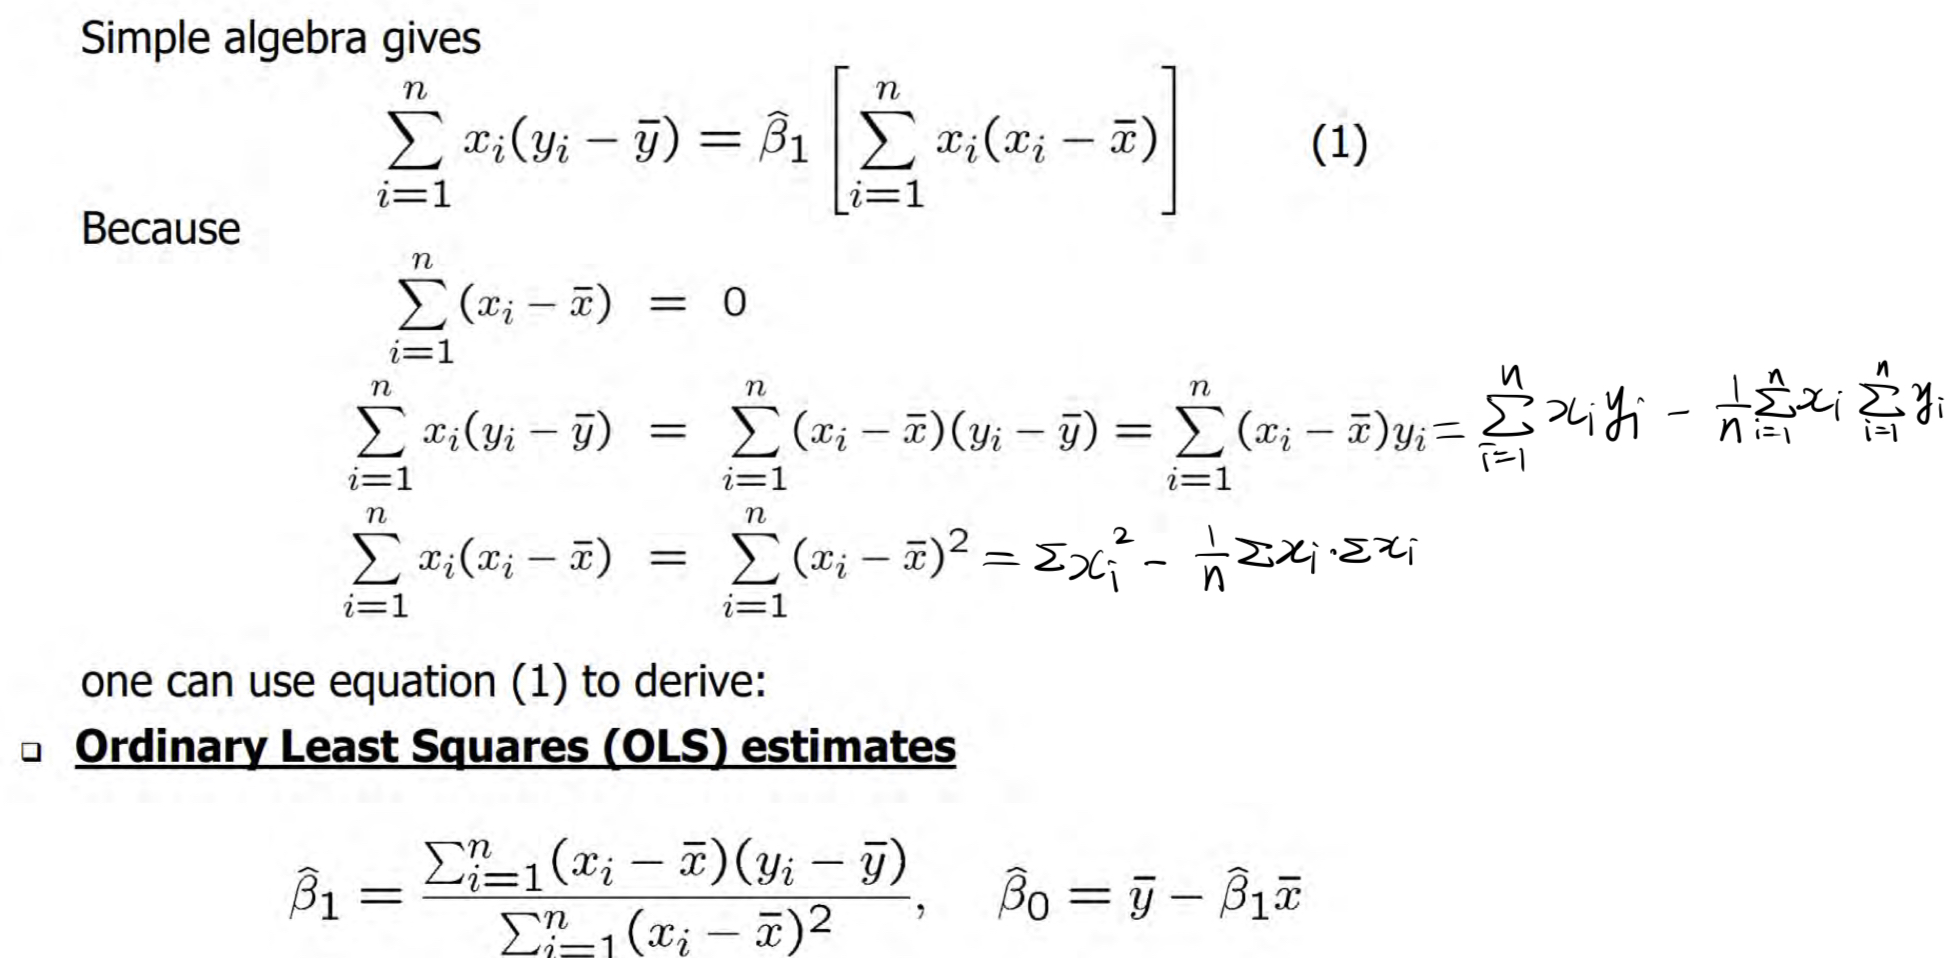 Simple algebra gives
\sum_{i=1}^{n} x_i(y_i - \bar{y}) = \hat{\beta}_1 \left[ \sum_{i=1}^{n} x_i(x_i - \bar{x}) \right] (1)
Because
\sum_{i=1}^{n} (x_i - \bar{x}) = 0
\sum_{i=1}^{n} x_i(y_i - \bar{y}) = \sum_{i=1}^{n} (x_i - \bar{x})(y_i - \bar{y}) = \sum_{i=1}^{n} (x_i - \bar{x})y_i = \sum_{i=1}^{n} x_i y_i - \frac{1}{n} \sum_{i=1}^{n} x_i \sum_{i=1}^{n} y_i
\sum_{i=1}^{n} x_i(x_i - \bar{x}) = \sum_{i=1}^{n} (x_i - \bar{x})^2 = \Sigma x_i^2 - \frac{1}{n} \Sigma x_i \cdot \Sigma x_i
one can use equation (1) to derive:
❑ Ordinary Least Squares (OLS) estimates
\hat{\beta}_1 = \frac{\sum_{i=1}^{n} (x_i - \bar{x})(y_i - \bar{y})}{\sum_{i=1}^{n} (x_i - \bar{x})^2}, \hat{\beta}_0 = \bar{y} - \hat{\beta}_1 \bar{x}